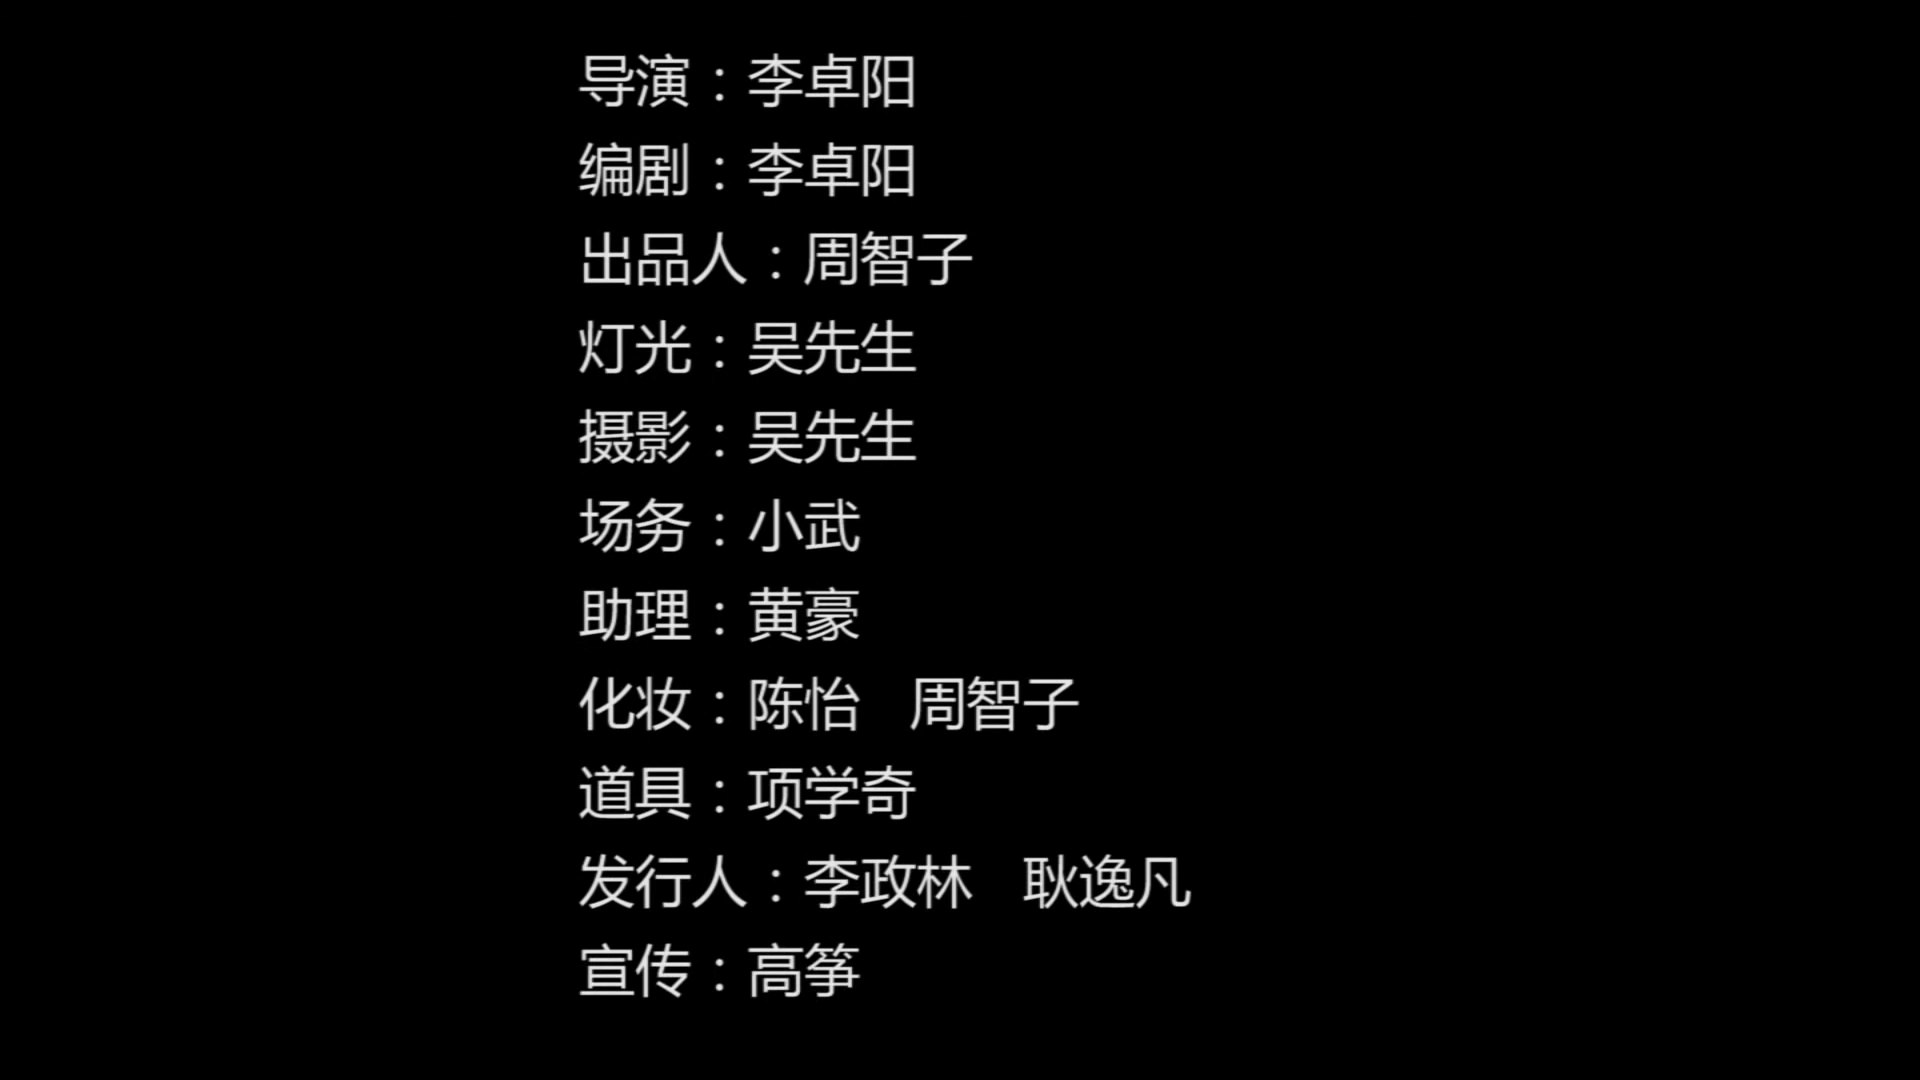 导演：李卓阳
编剧：李卓阳
出品人：周智子
灯光：吴先生
摄影：吴先生
场务：小武
助理：黄豪
化妆：陈怡 周智子
道具：项学奇
发行人：李政林 耿逸凡
宣传：高筝